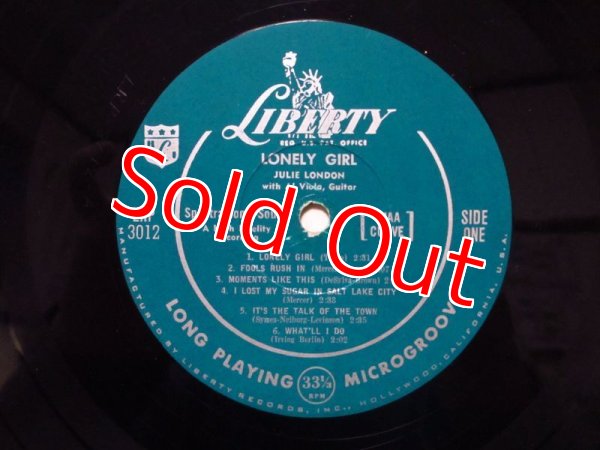 LIBERTY
REG. U.S. PAT. OFFICE
LONELY GIRL
JULIE LONDON
with Al Viola, Guitar
3012
Sold Out
SIDE
ONE
1. LONELY GIRL
2. FOOLS RUSH IN
3. MOMENTS LIKE THIS
4. I LOST MY SUGAR IN SALT LAKE CITY
(Mercer) 2:38
5. IT'S THE TALK OF THE TOWN
(Symes-Neiburg-Levinson) 2:35
6. WHAT'LL I DO
(Irving Berlin) 2:02
LONG PLAYING 33⅓ RPM MICROGROOVE
MANUFACTURED BY LIBERTY RECORDS, INC., HOLLYWOOD, CALIFORNIA, U.S.A.